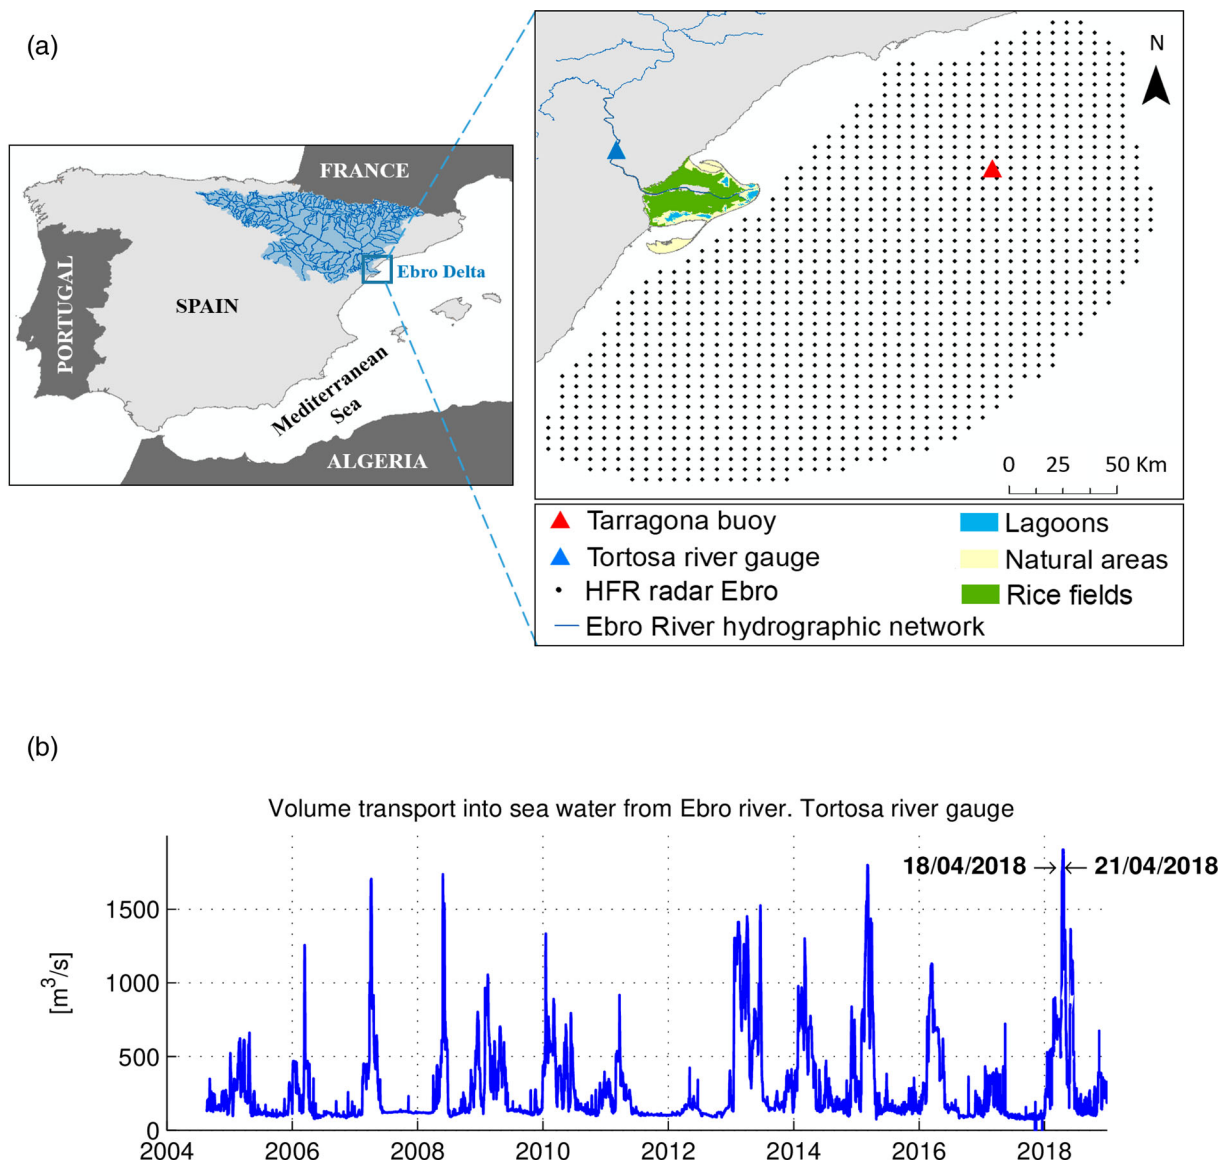 (a)
FRANCE
Ebro Delta
SPAIN
PORTUGAL
Mediterranean
Sea
ALGERIA
N
0 25 50 Km
Tarragona buoy
Tortosa river gauge
HFR radar Ebro
Ebro River hydrographic network
Lagoons
Natural areas
Rice fields
(b)
Volume transport into sea water from Ebro river. Tortosa river gauge
18/04/2018
21/04/2018
[m³/s]
1500
1000
500
0
2004 2006 2008 2010 2012 2014 2016 2018